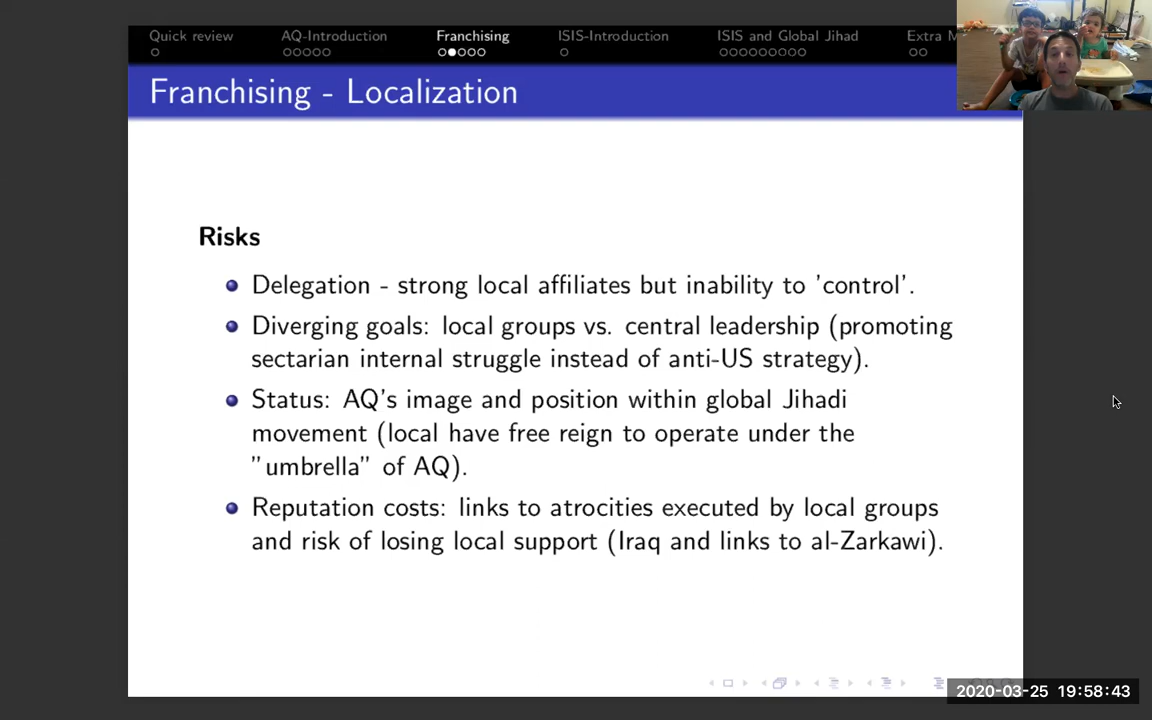 Quick review AQ-Introduction Franchising ISIS-Introduction ISIS and Global Jihad Extra M
Franchising - Localization
Risks
Delegation - strong local affiliates but inability to 'control'.
Diverging goals: local groups vs. central leadership (promoting
sectarian internal struggle instead of anti-US strategy).
Status: AQ's image and position within global Jihadi
movement (local have free reign to operate under the
"umbrella" of AQ).
Reputation costs: links to atrocities executed by local groups
and risk of losing local support (Iraq and links to al-Zarkawi).
2020-03-25 19:58:43